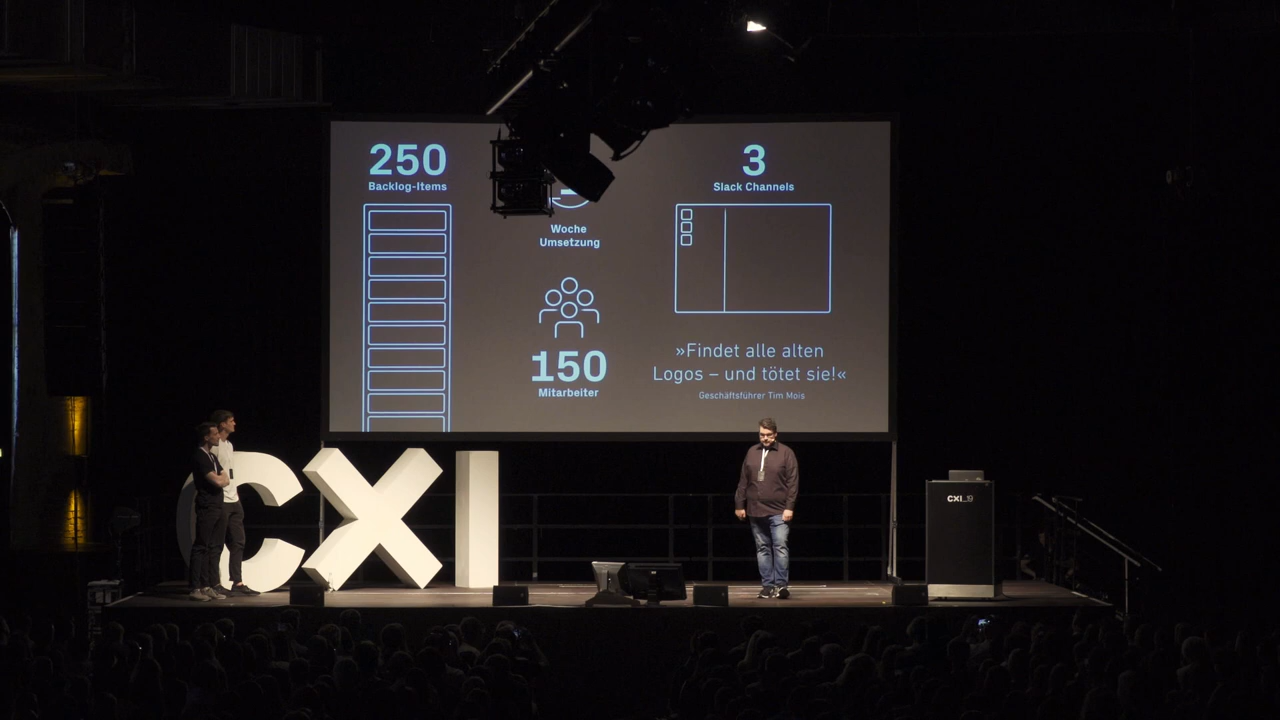 250
Backlog-Items
Woche
Umsetzung
150
Mitarbeiter
3
Slack Channels
»Findet alle alten
Logos – und tötet sie!«
Geschäftsführer Tim Mois
CXI
CXI_19